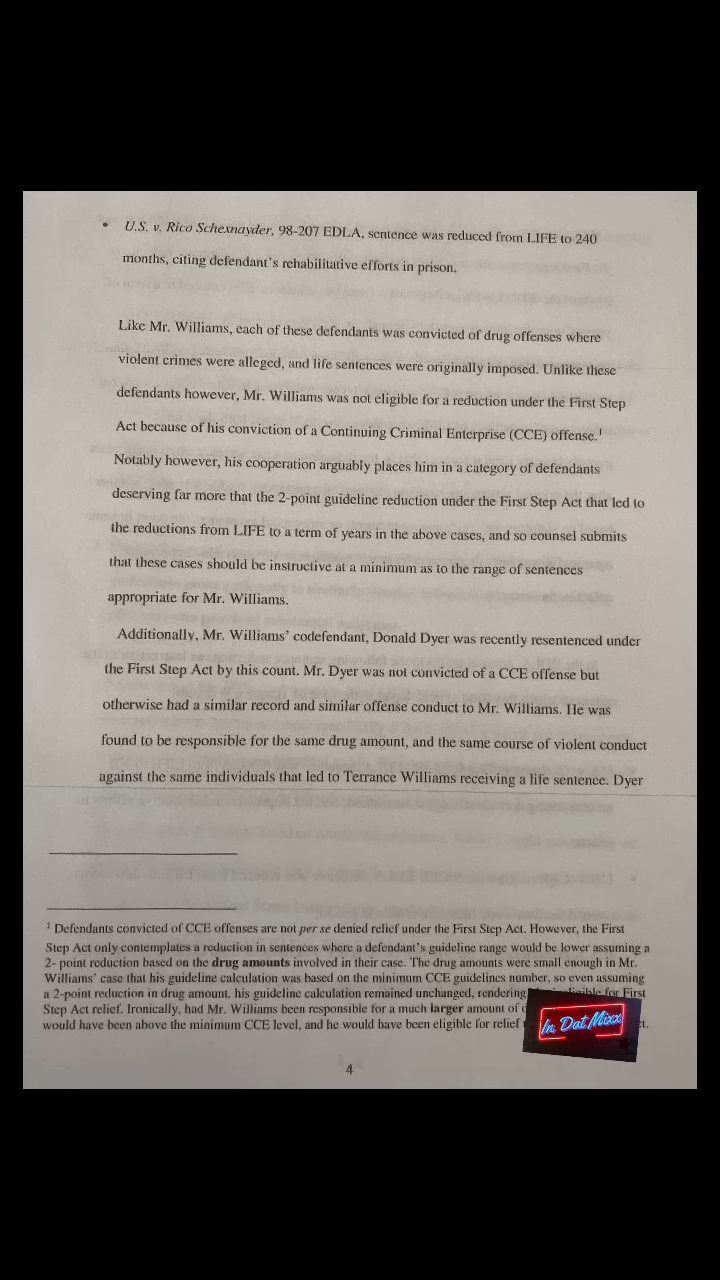 • U.S. v. Rico Schexnayder, 98-207 EDLA, sentence was reduced from LIFE to 240
months, citing defendant's rehabilitative efforts in prison.
Like Mr. Williams, each of these defendants was convicted of drug offenses where
violent crimes were alleged, and life sentences were originally imposed. Unlike these
defendants however, Mr. Williams was not eligible for a reduction under the First Step
Act because of his conviction of a Continuing Criminal Enterprise (CCE) offense.¹
Notably however, his cooperation arguably places him in a category of defendants
deserving far more that the 2-point guideline reduction under the First Step Act that led to
the reductions from LIFE to a term of years in the above cases, and so counsel submits
that these cases should be instructive at a minimum as to the range of sentences
appropriate for Mr. Williams.
Additionally, Mr. Williams' codefendant, Donald Dyer was recently resentenced under
the First Step Act by this count. Mr. Dyer was not convicted of a CCE offense but
otherwise had a similar record and similar offense conduct to Mr. Williams. He was
found to be responsible for the same drug amount, and the same course of violent conduct
against the same individuals that led to Terrance Williams receiving a life sentence. Dyer
¹ Defendants convicted of CCE offenses are not per se denied relief under the First Step Act. However, the First
Step Act only contemplates a reduction in sentences where a defendant's guideline range would be lower assuming a
2- point reduction based on the drug amounts involved in their case. The drug amounts were small enough in Mr.
Williams' case that his guideline calculation was based on the minimum CCE guidelines number, so even assuming
a 2-point reduction in drug amount, his guideline calculation remained unchanged, rendering for First
Step Act relief. Ironically, had Mr. Williams been responsible for a much larger amount of
would have been above the minimum CCE level, and he would have been eligible for relief
In Dat Mixx
4